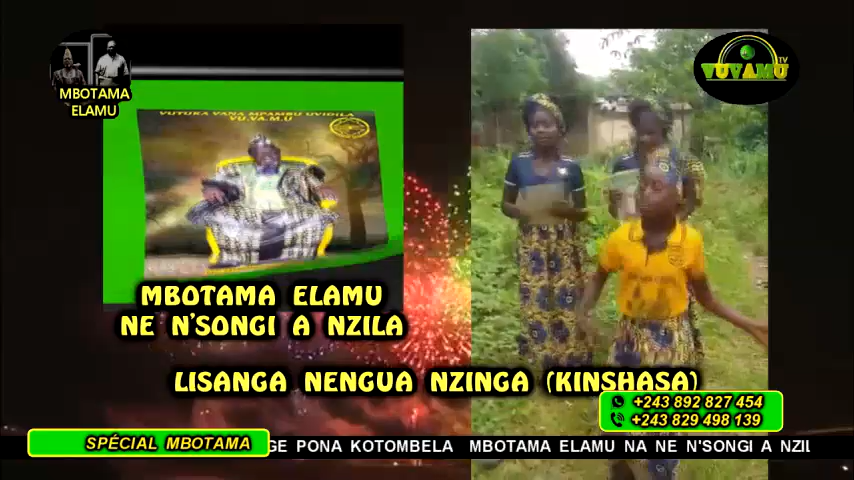 MBOTAMA
ELAMU
VUVAMU TV
VUTUKA VANA MPAMBU UVIDILA
VU.VA.M.U
MBOTAMA ELAMU
NE N'SONGI A NZILA
LISANGA NENGUA NZINGA (KINSHASA)
+243 892 827 454
+243 829 498 139
SPÉCIAL MBOTAMA
GE PONA KOTOMBELA MBOTAMA ELAMU NA NE N'SONGI A NZIL